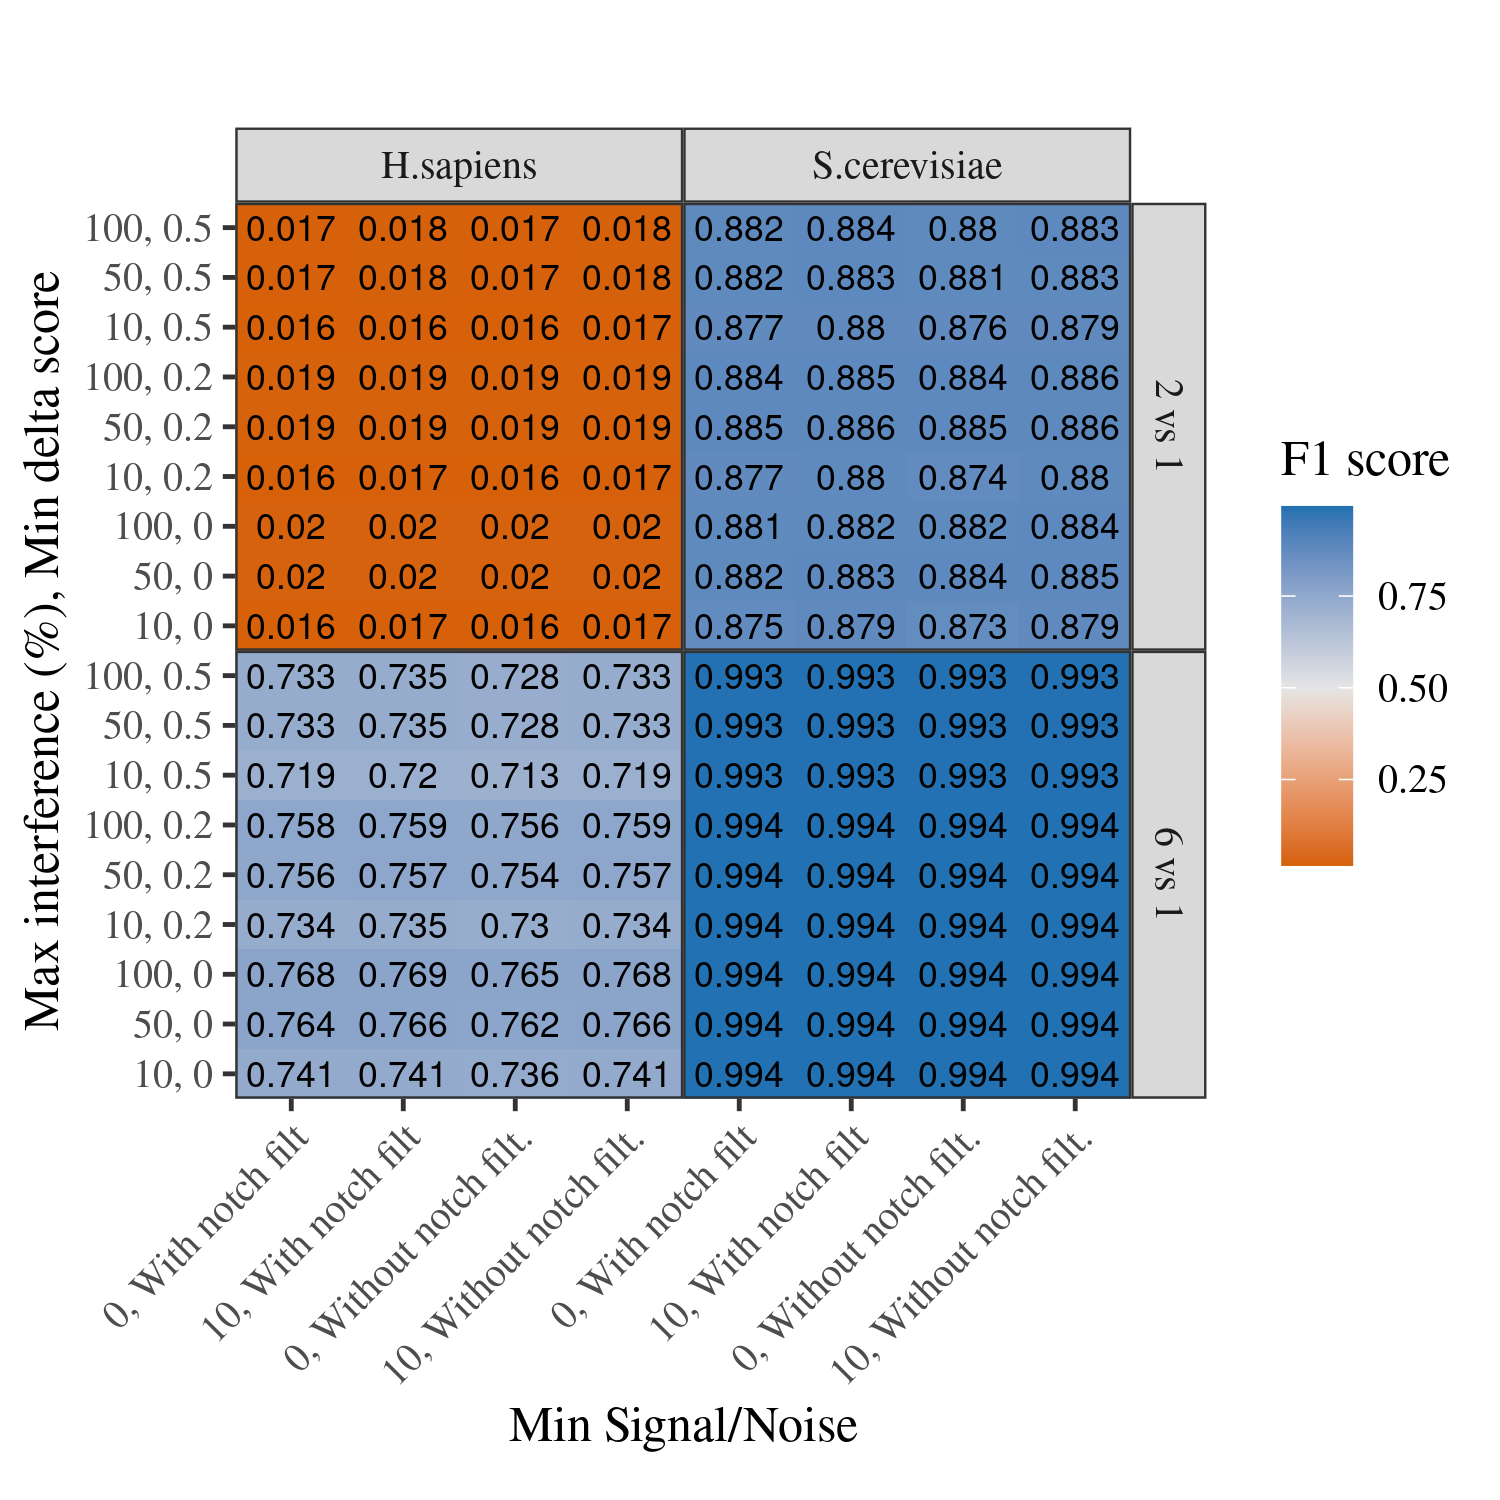 H.sapiens S.cerevisiae
100, 0.5 0.017 0.018 0.017 0.018 0.882 0.884 0.88 0.883
50, 0.5 0.017 0.018 0.017 0.018 0.882 0.883 0.881 0.883
10, 0.5 0.016 0.016 0.016 0.017 0.877 0.88 0.876 0.879
100, 0.2 0.019 0.019 0.019 0.019 0.884 0.885 0.884 0.886
50, 0.2 0.019 0.019 0.019 0.019 0.885 0.886 0.885 0.886
10, 0.2 0.016 0.017 0.016 0.017 0.877 0.88 0.874 0.88
100, 0 0.02 0.02 0.02 0.02 0.881 0.882 0.882 0.884
50, 0 0.02 0.02 0.02 0.02 0.882 0.883 0.884 0.885
10, 0 0.016 0.017 0.016 0.017 0.875 0.879 0.873 0.879
2 vs 1
100, 0.5 0.733 0.735 0.728 0.733 0.993 0.993 0.993 0.993
50, 0.5 0.733 0.735 0.728 0.733 0.993 0.993 0.993 0.993
10, 0.5 0.719 0.72 0.713 0.719 0.993 0.993 0.993 0.993
100, 0.2 0.758 0.759 0.756 0.759 0.994 0.994 0.994 0.994
50, 0.2 0.756 0.757 0.754 0.757 0.994 0.994 0.994 0.994
10, 0.2 0.734 0.735 0.73 0.734 0.994 0.994 0.994 0.994
100, 0 0.768 0.769 0.765 0.768 0.994 0.994 0.994 0.994
50, 0 0.764 0.766 0.762 0.766 0.994 0.994 0.994 0.994
10, 0 0.741 0.741 0.736 0.741 0.994 0.994 0.994 0.994
6 vs 1
Max interference (%), Min delta score
0, With notch filt
10, With notch filt
0, Without notch filt.
10, Without notch filt.
0, With notch filt
10, With notch filt
0, Without notch filt.
10, Without notch filt.
Min Signal/Noise
F1 score
0.75
0.50
0.25